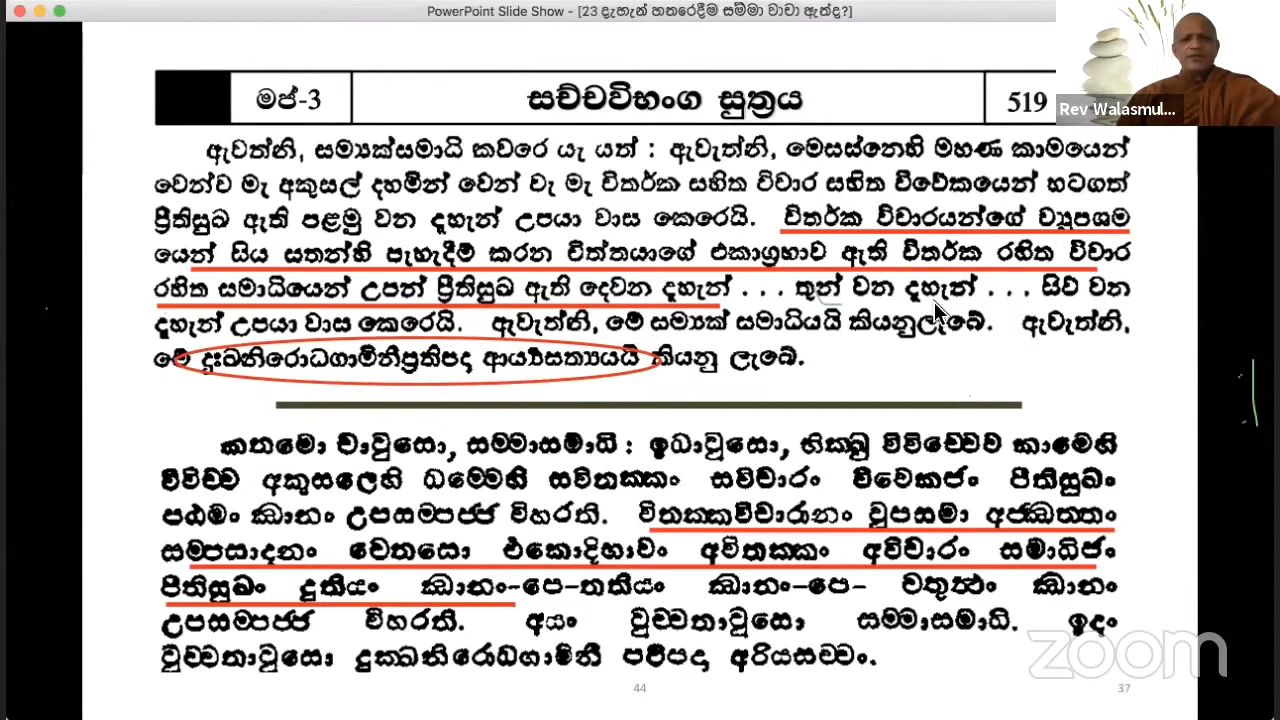 PowerPoint Slide Show - [23 දැහැන් හතරෙදීම සම්මා වාචා ඇත්ද?]
මජ්-3
සච්චවිභංග සූත්‍රය
519
Rev Walasmul...
ඇවත්නි, සම්‍යක්සමාධි කවරෙ යැ යත් : ඇවැත්නි, මෙසස්නෙහි මහණ කාමයෙන්
වෙන්ව මැ අකුසල් දහමින් වෙන් වැ මැ විතර්ක සහිත විචාර සහිත විවේකයෙන් හටගත්
ප්‍රීතිසුඛ ඇති පළමු වන දැහැන් උපයා වාස කෙරෙයි. විතර්ක විචාරයන්ගේ ව්‍යුපශම
යෙන් සිය සතන්හි පැහැදීම් කරන චිත්තයාගේ එකාග්‍රභාව ඇති විතර්ක රහිත විචාර
රහිත සමාධියෙන් උපන් ප්‍රීතිසුඛ ඇති දෙවන දැහැන් . . . තුන් වන දැහැන් . . . සිව් වන
දැහැන් උපයා වාස කෙරෙයි. ඇවැත්නි, මේ සම්‍යක් සමාධියයි කියනුලැබේ. ඇවැත්නි,
මේ දුඃඛනිරොධගාමිනීප්‍රතිපදා ආර්‍ය්‍යසත්‍යයයි කියනු ලැබේ.
කතමො චාවුසො, සම්මාසමාධි : ඉධාවුසො, භික්ඛු විවිච්චෙව කාමෙහි
විවිච්ච අකුසලෙහි ධම්මෙහි සවිතක්කං සවිචාරං විවෙකජං පීතිසුඛං
පඨමං ඣානං උපසම්පජ්ජ විහරති. විතක්කවිචාරානං වූපසමා අජ්ඣත්තං
සම්පසාදනං චෙතසො එකොදිභාවං අවිතක්කං අවිචාරං සමාධිජං
පීතිසුඛං දුතියං ඣානං-පෙ-තතියං ඣානං-පෙ- චතුත්ථං ඣානං
උපසම්පජ්ජ විහරති. අයං වුච්චතාවුසො සම්මාසමාධි. ඉදං
වුච්චතාවුසො දුක්ඛනිරොධගාමිනී පටිපදා අරියසච්චං.
zoom
44
37